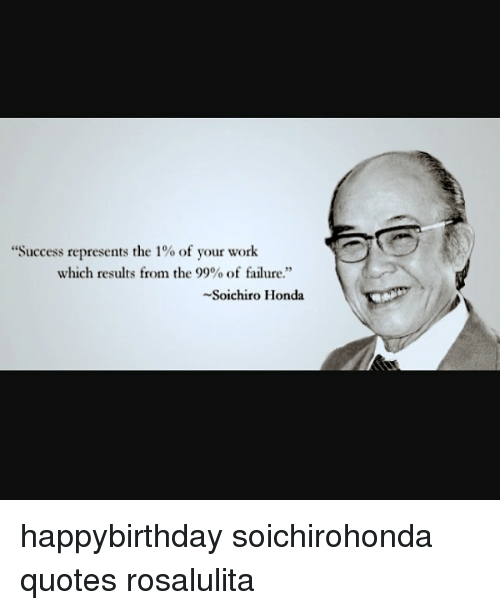 “Success represents the 1% of your work
which results from the 99% of failure.”
~Soichiro Honda
happybirthday soichirohonda
quotes rosalulita